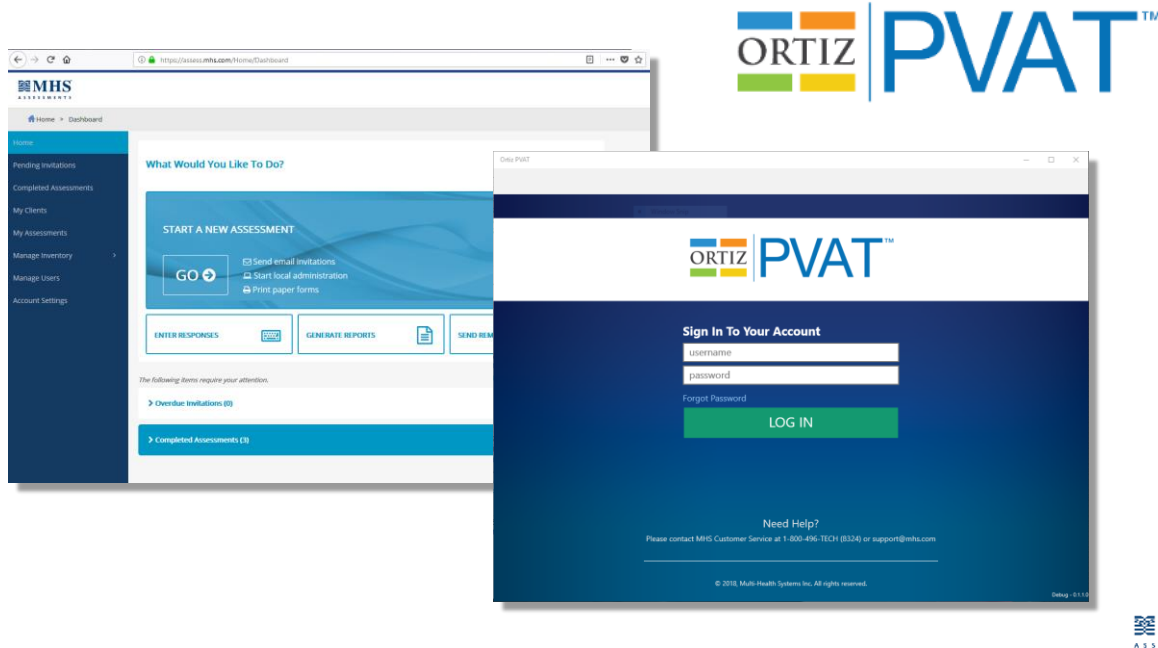 ORTIZ PVAT™
https://assess.mhs.com/Home/Dashboard
MHS
ASSESSMENTS
Home > Dashboard
Home
Pending Invitations
Completed Assessments
My Clients
My Assessments
Manage Inventory >
Manage Users
Account Settings
What Would You Like To Do?
START A NEW ASSESSMENT
GO
Send email invitations
Start local administration
Print paper forms
ENTER RESPONSES
GENERATE REPORTS
SEND REM
The following items require your attention.
> Overdue Invitations (0)
> Completed Assessments (3)
Ortiz PVAT
ORTIZ PVAT™
Sign In To Your Account
username
password
Forgot Password
LOG IN
Need Help?
Please contact MHS Customer Service at 1-800-496-TECH (8324) or support@mhs.com
© 2018, Multi-Health Systems Inc. All rights reserved.
Debug - 0.1.1.0
A S S